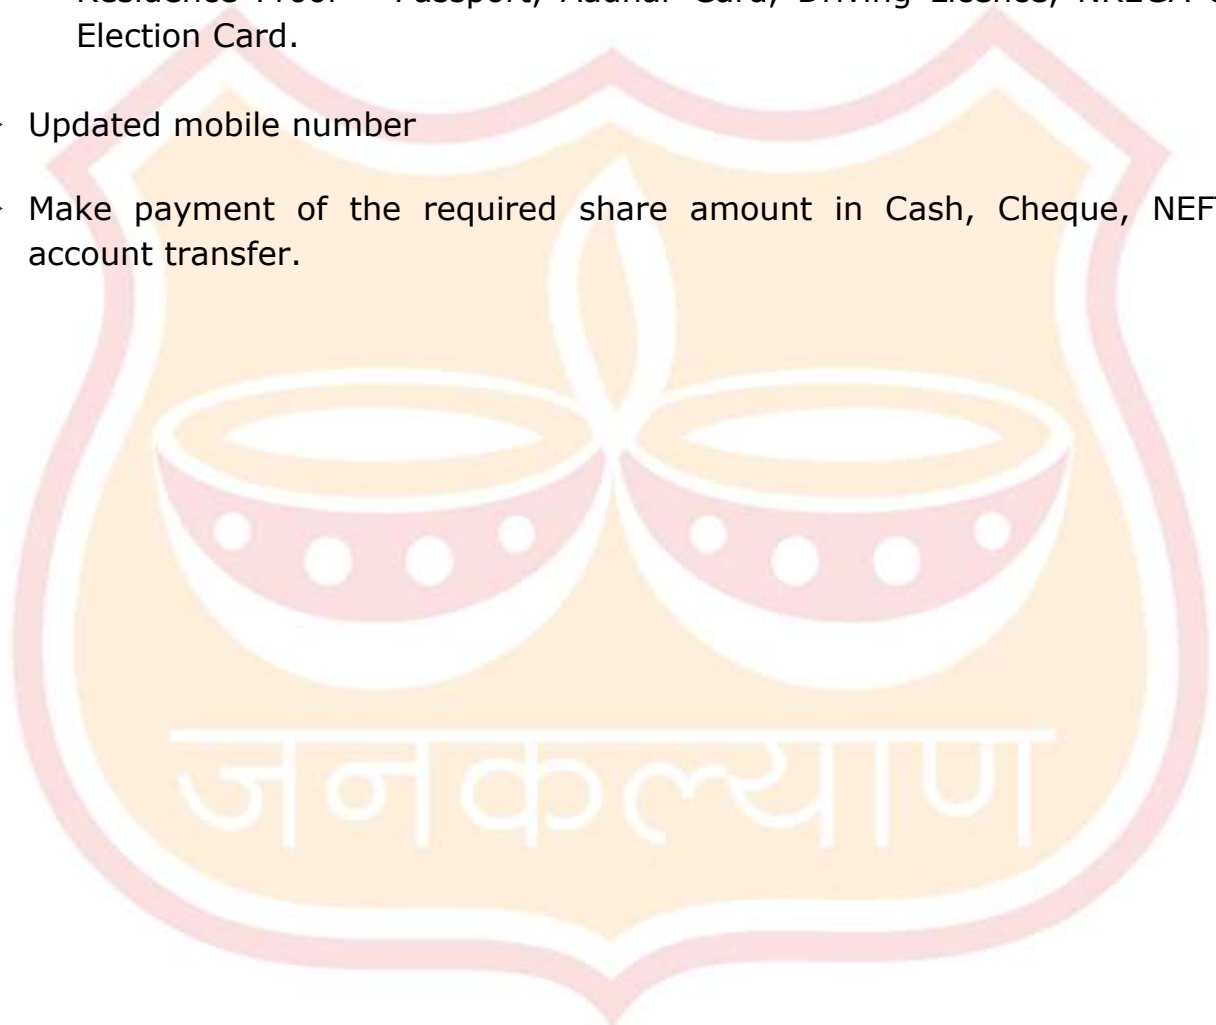 Election Card.
Updated mobile number
Make payment of the required share amount in Cash, Cheque, NEF
account transfer.
जनकल्याण